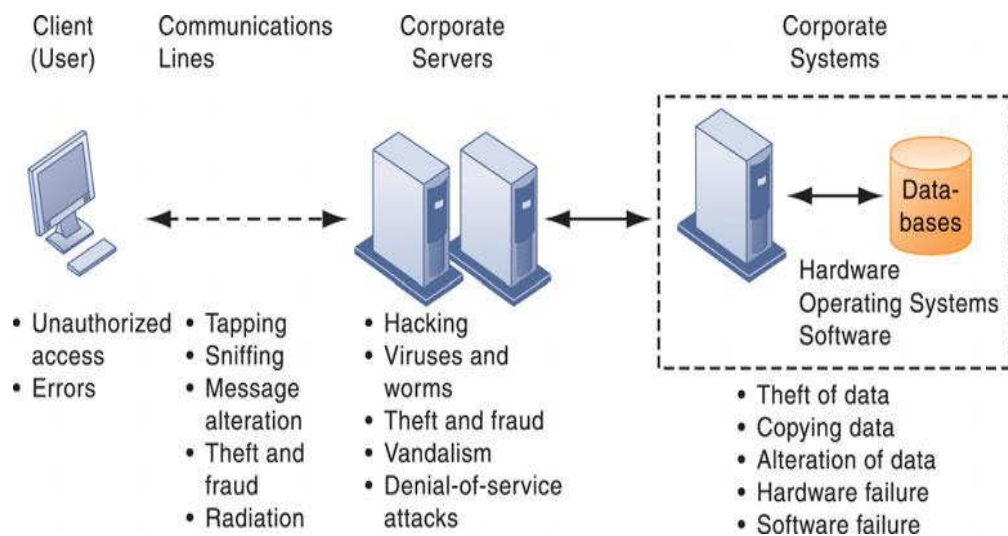 Client
(User)
Communications
Lines
Corporate
Servers
Corporate
Systems
Data-
bases
Hardware
Operating Systems
Software
• Unauthorized
access
• Errors
• Tapping
• Sniffing
• Message
alteration
• Theft and
fraud
• Radiation
• Hacking
• Viruses and
worms
• Theft and fraud
• Vandalism
• Denial-of-service
attacks
• Theft of data
• Copying data
• Alteration of data
• Hardware failure
• Software failure